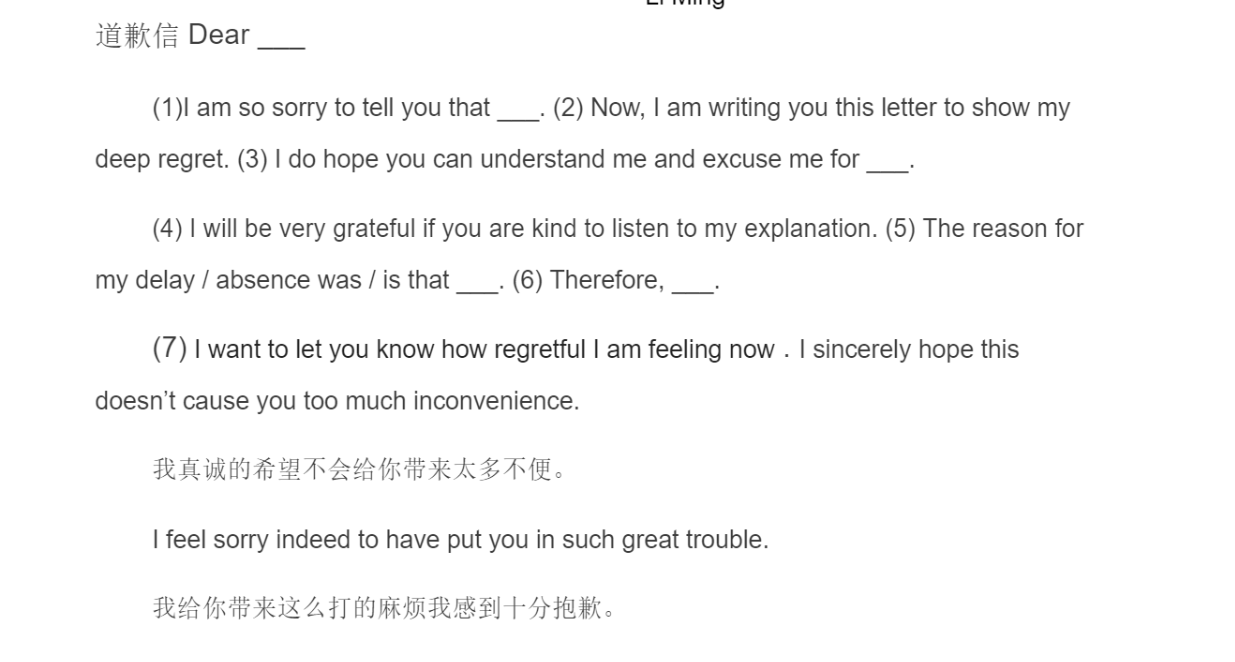 道歉信 Dear ___
(1)I am so sorry to tell you that ___. (2) Now, I am writing you this letter to show my
deep regret. (3) I do hope you can understand me and excuse me for ___.
(4) I will be very grateful if you are kind to listen to my explanation. (5) The reason for
my delay / absence was / is that ___. (6) Therefore, ___.
(7) I want to let you know how regretful I am feeling now . I sincerely hope this
doesn’t cause you too much inconvenience.
我真诚的希望不会给你带来太多不便。
I feel sorry indeed to have put you in such great trouble.
我给你带来这么打的麻烦我感到十分抱歉。